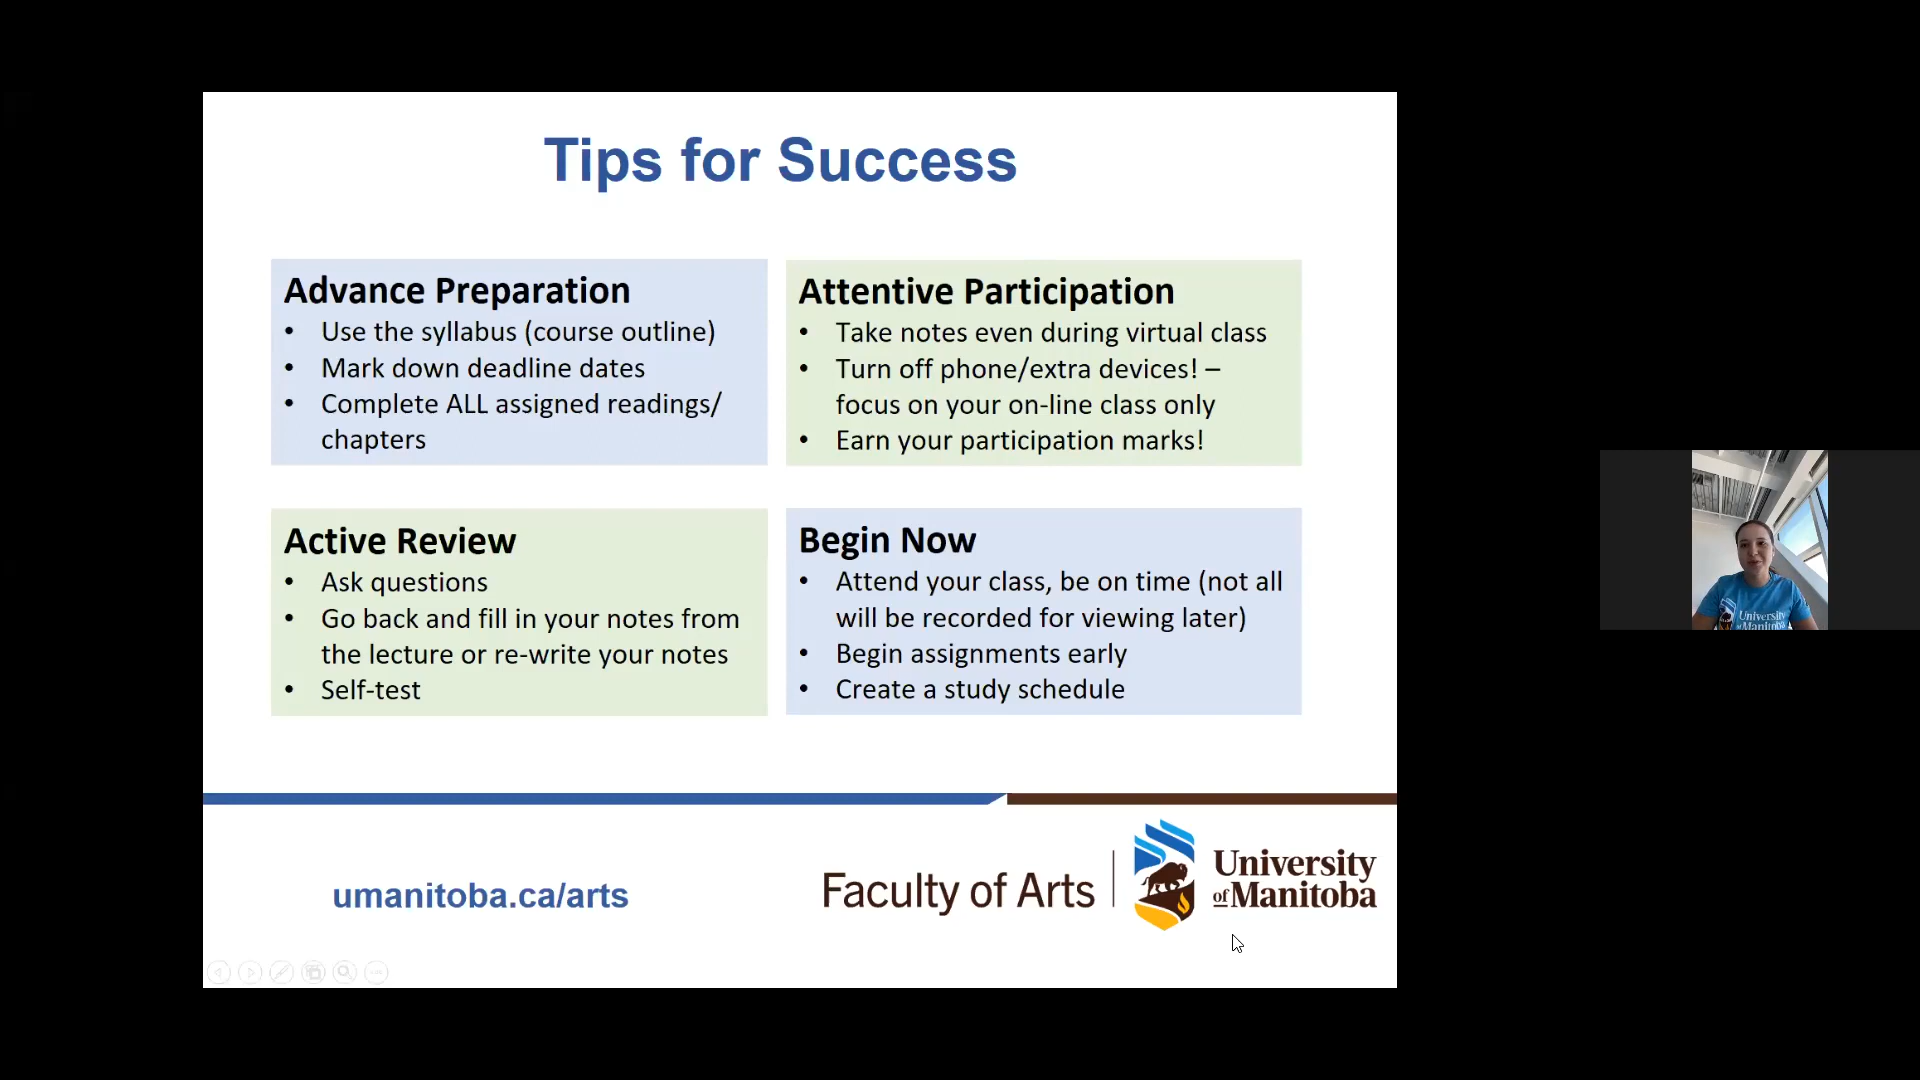 Tips for Success
Advance Preparation
• Use the syllabus (course outline)
• Mark down deadline dates
• Complete ALL assigned readings/
chapters
Attentive Participation
• Take notes even during virtual class
• Turn off phone/extra devices! –
focus on your on-line class only
• Earn your participation marks!
Active Review
• Ask questions
• Go back and fill in your notes from
the lecture or re-write your notes
• Self-test
Begin Now
• Attend your class, be on time (not all
will be recorded for viewing later)
• Begin assignments early
• Create a study schedule
umanitoba.ca/arts
Faculty of Arts
University
of Manitoba
University
of Manitoba